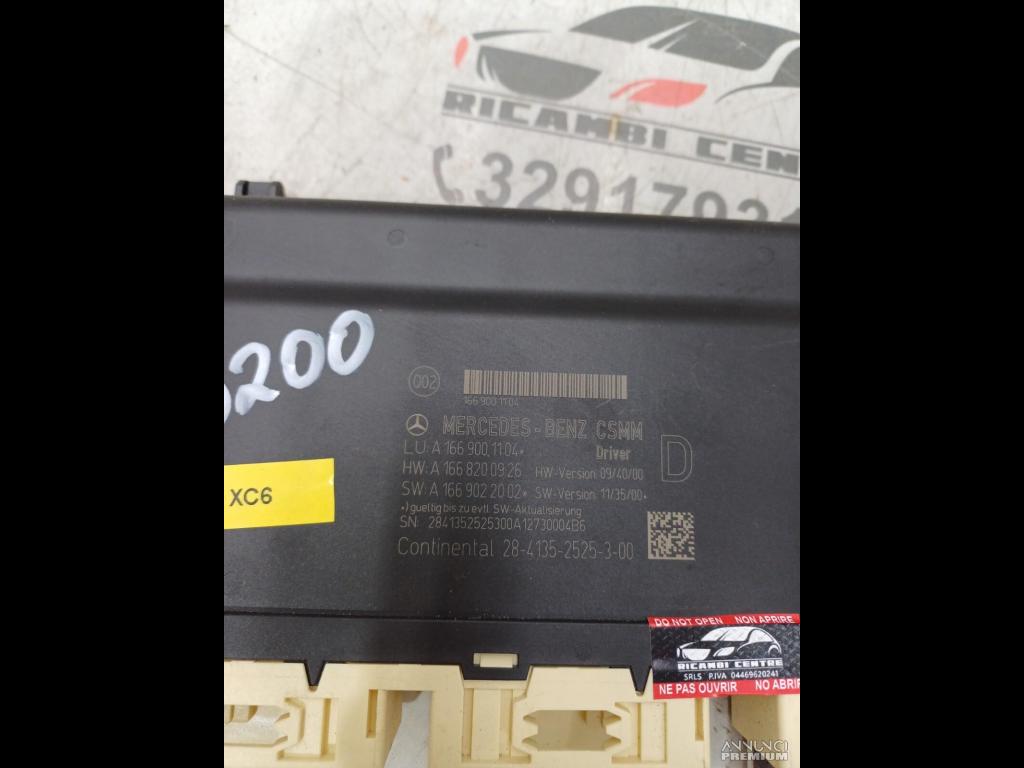 RICAMBI CEN
329179
200
002
166 900 11 04
MERCEDES-BENZ CSMM
L.U: A 166 900 11 04*
Driver
D
HW: A 166 820 09 26 HW-Version: 09/40/00
SW: A 166 902 20 02* SW-Version: 11/35/00*
*) gueltig bis zu evtl. SW-Aktualisierung
SN: 2841352525300A12730004B6
Continental 28-4135-2525-3-00
XC6
DO NOT OPEN NON APRIRE
RICAMBI CENTRE
SRLS P.IVA 04469620241
NE PAS OUVRIR NO ABRIR
ANNUNCI
PREMIUM